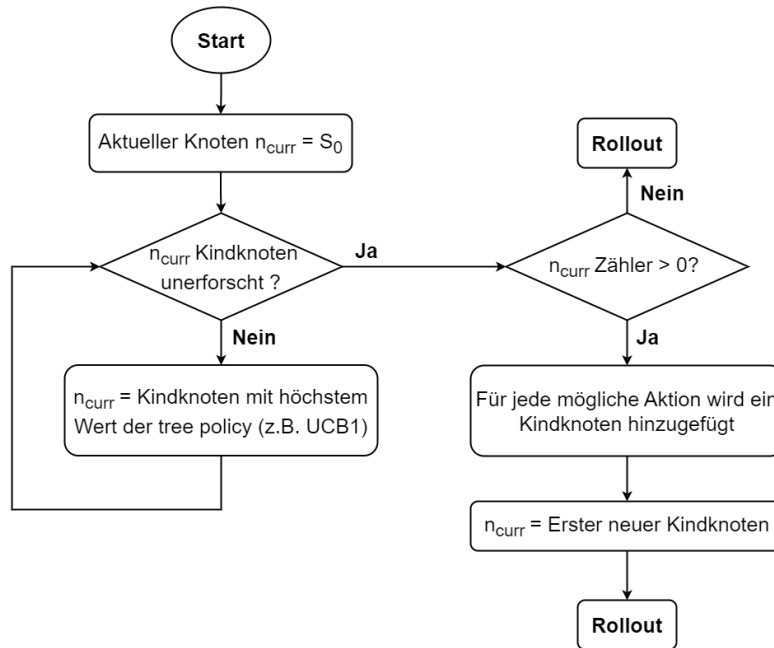 Start
Aktueller Knoten n_curr = S_0
n_curr Kindknoten
unerforscht ?
Ja
Nein
n_curr = Kindknoten mit höchstem
Wert der tree policy (z.B. UCB1)
Rollout
Nein
n_curr Zähler > 0?
Ja
Für jede mögliche Aktion wird ein
Kindknoten hinzugefügt
n_curr = Erster neuer Kindknoten
Rollout